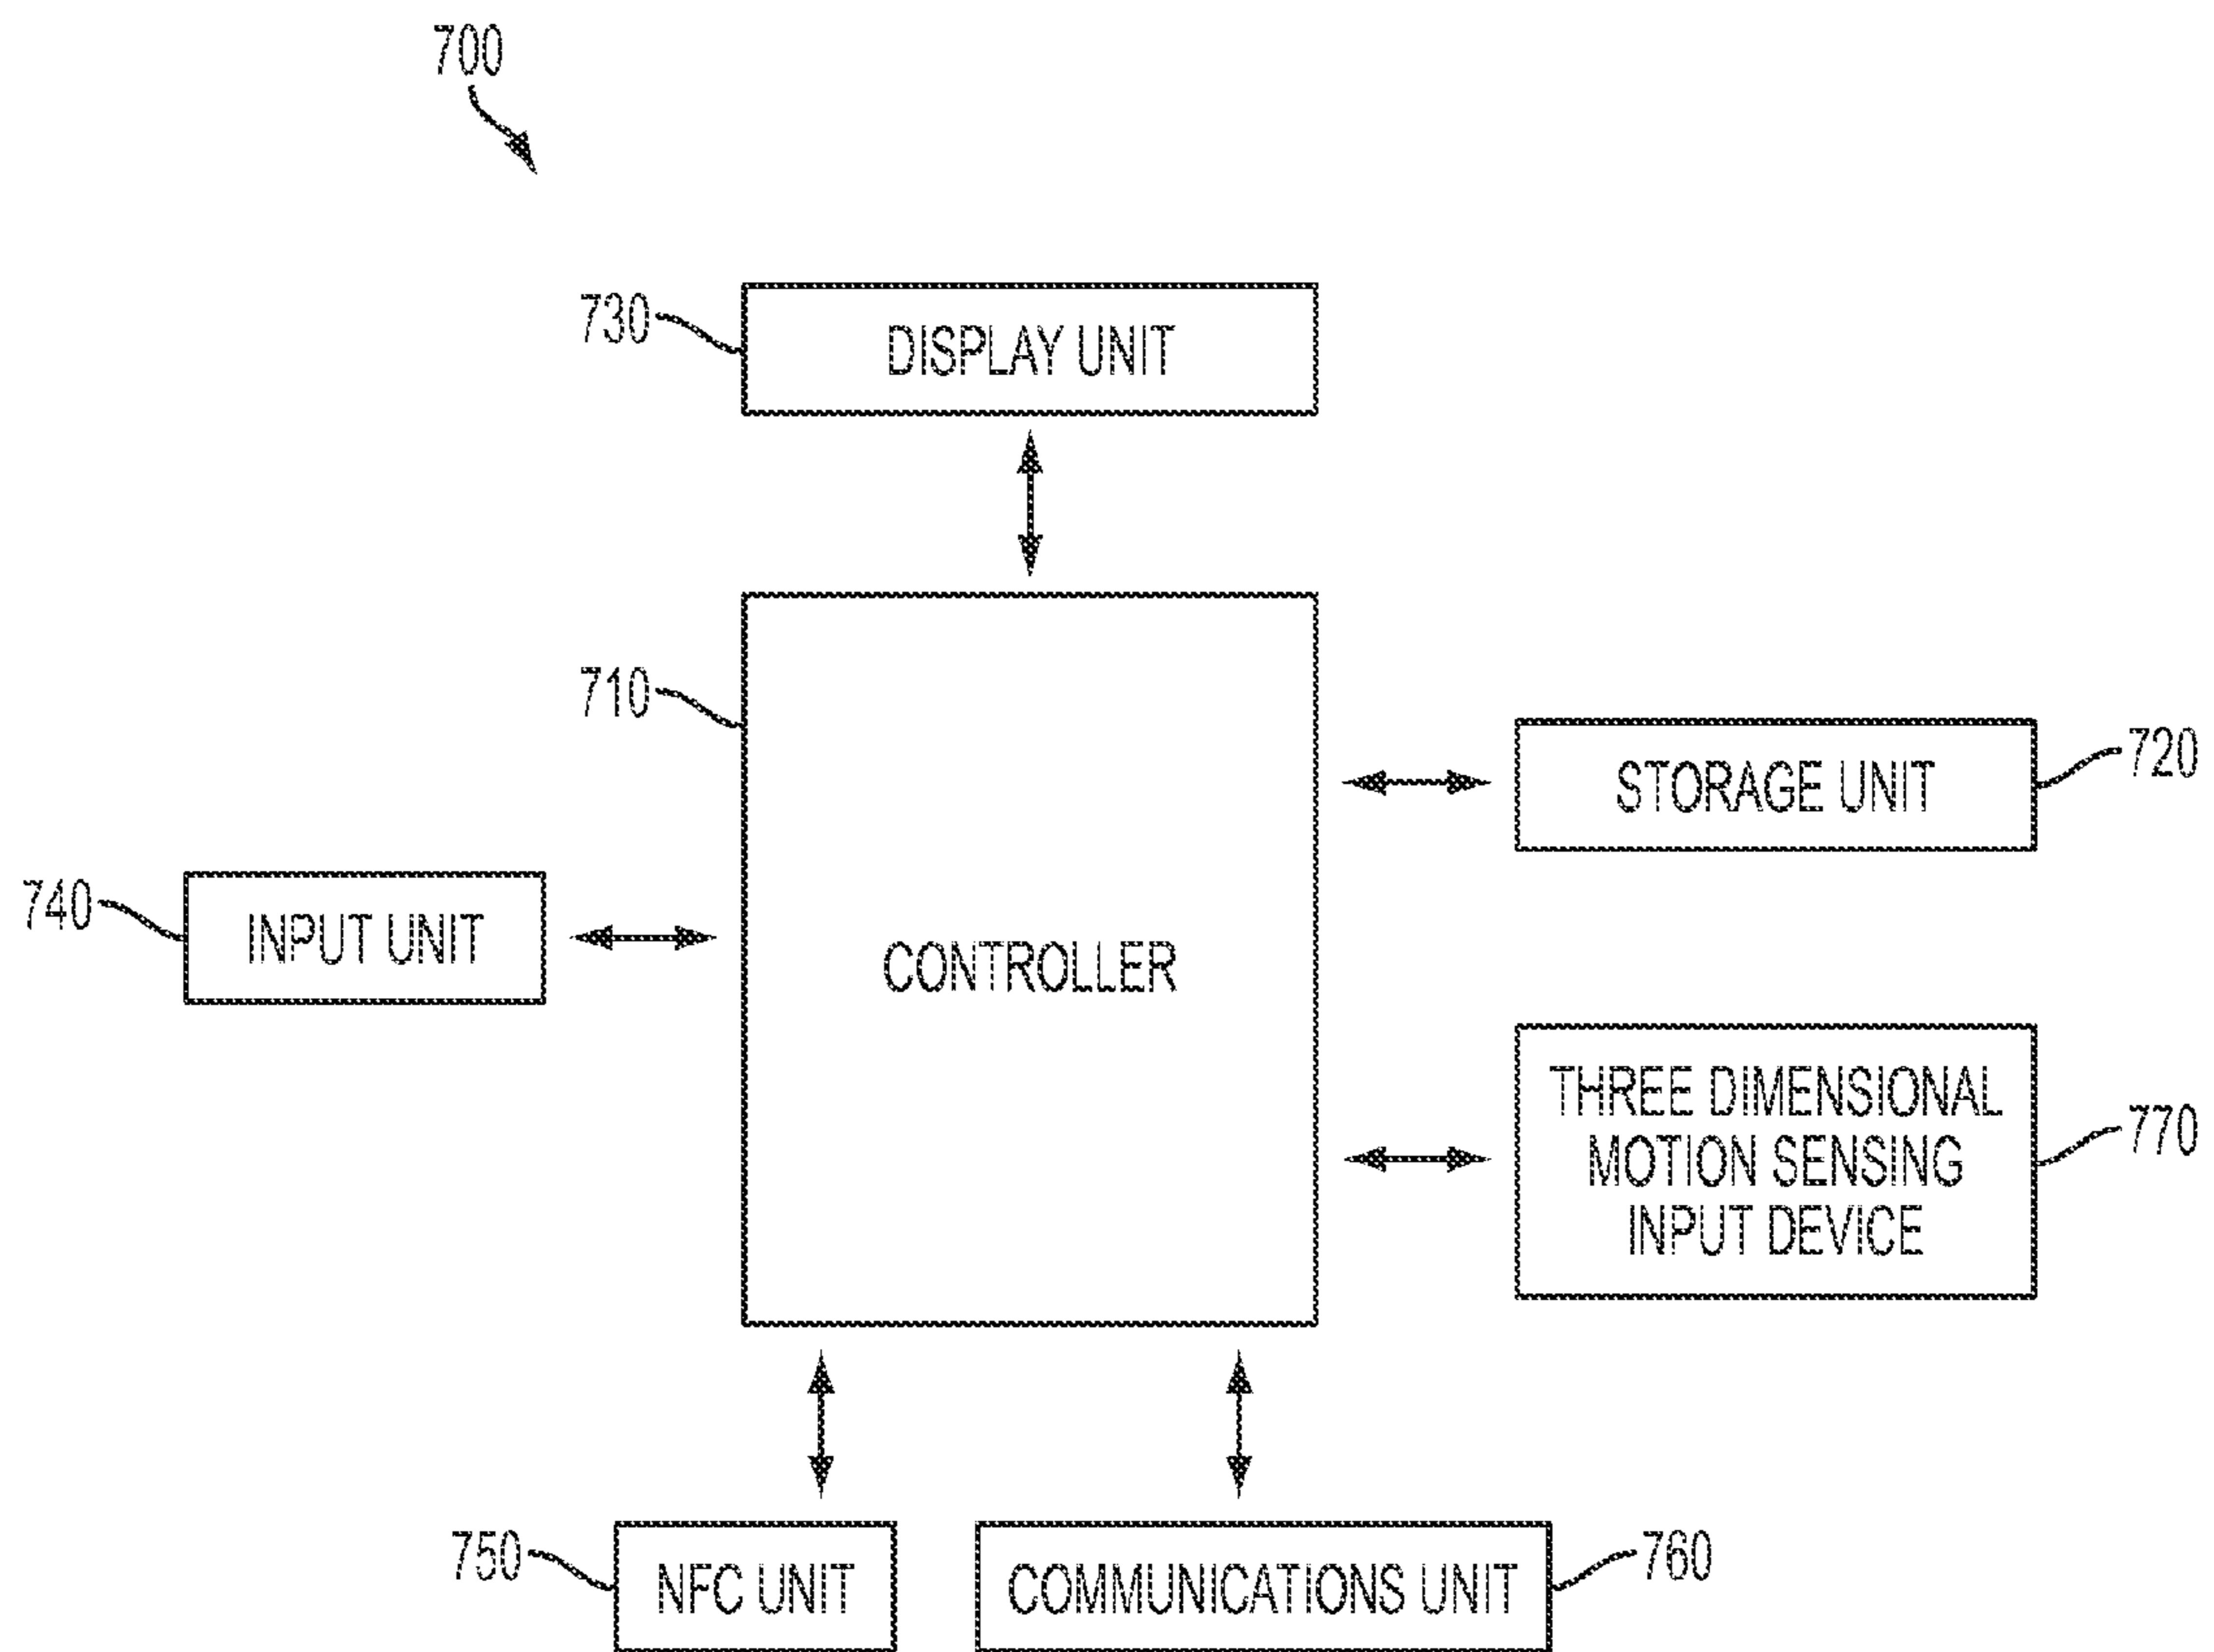 700
730
DISPLAY UNIT
710
CONTROLLER
720
STORAGE UNIT
740
INPUT UNIT
770
THREE DIMENSIONAL
MOTION SENSING
INPUT DEVICE
750
NFC UNIT
760
COMMUNICATIONS UNIT